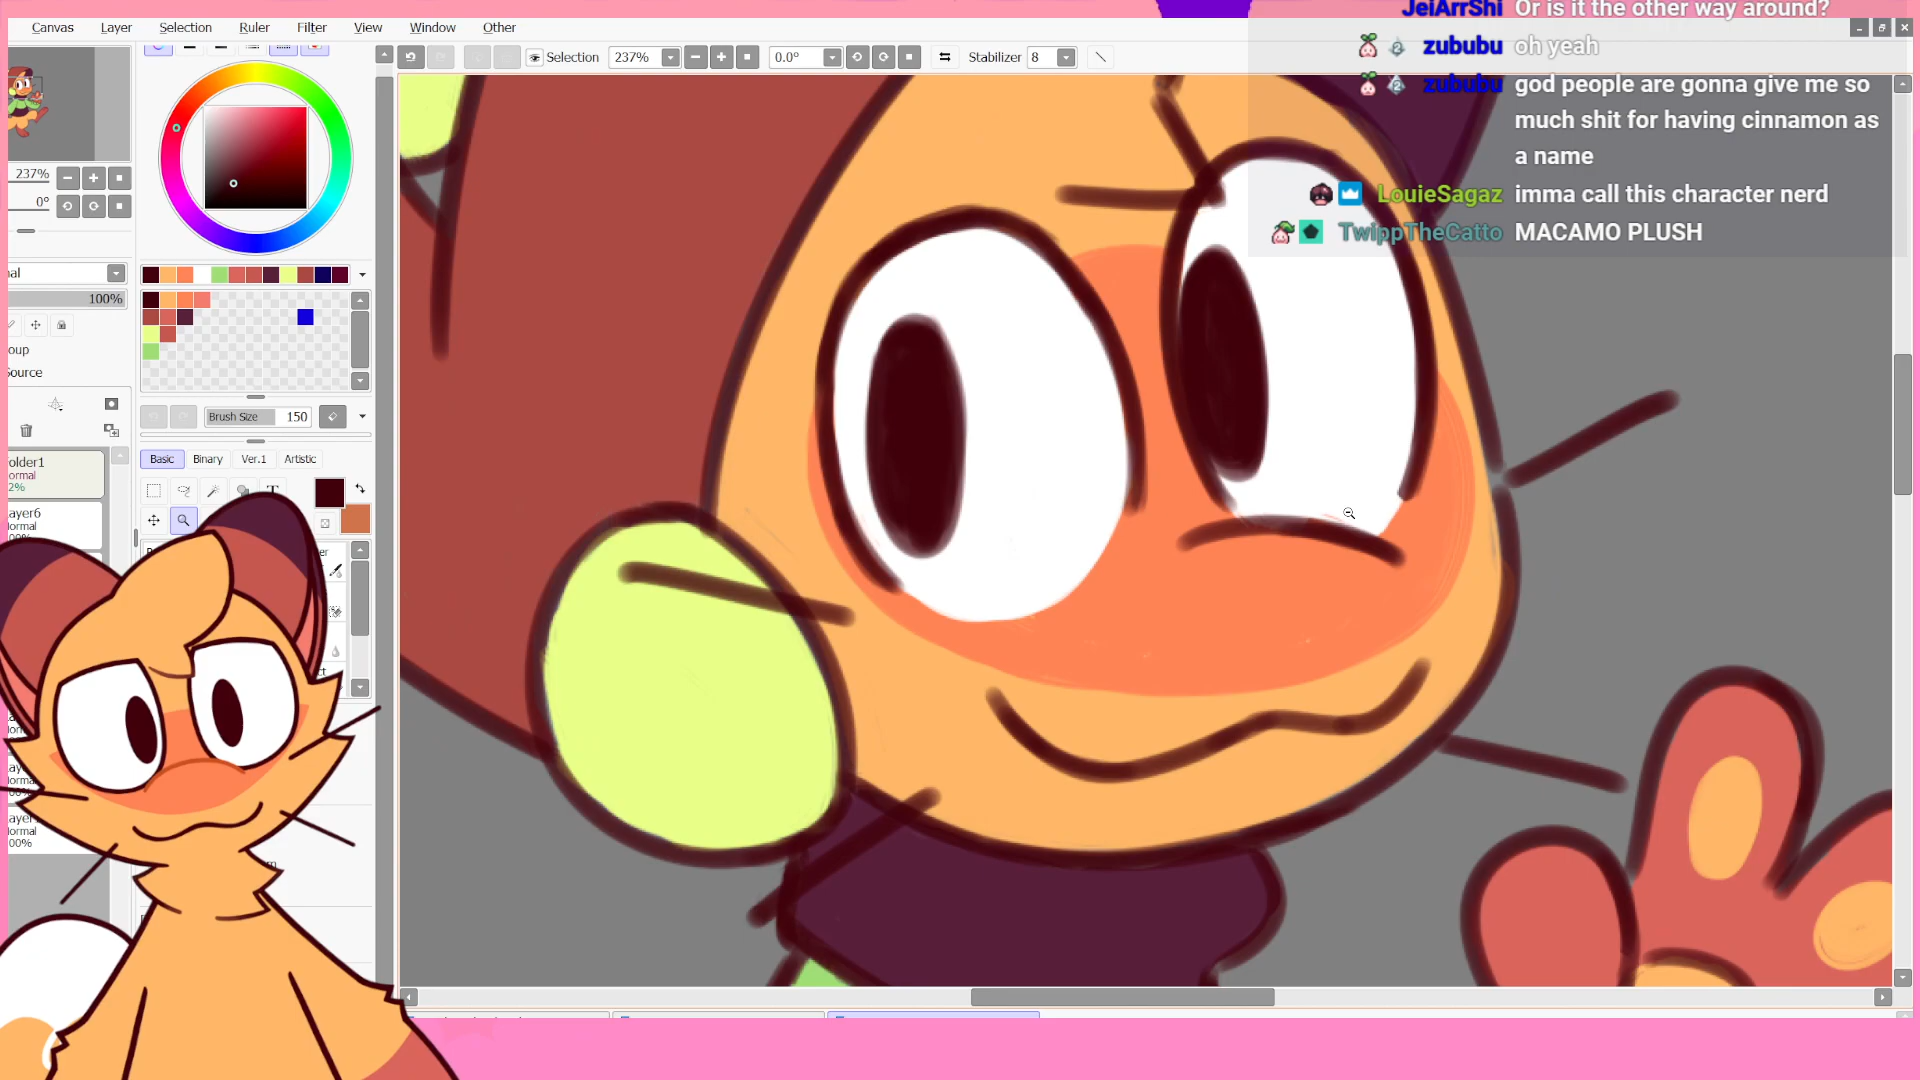 JeiArrShi Or is it the other way around?
Canvas Layer Selection Ruler Filter View Window Other
zububu oh yeah
Selection 237% 0.0° Stabilizer 8
zububu god people are gonna give me so
much shit for having cinnamon as
a name
LouieSagaz imma call this character nerd
TwippTheCatto MACAMO PLUSH
237%
0°
100%
Brush Size 150
Basic Binary Ver.1 Artistic
T